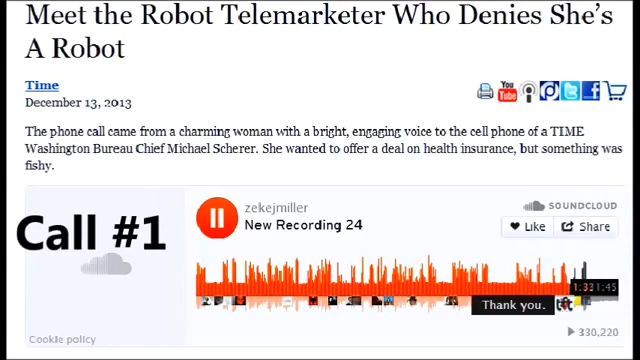 Meet the Robot Telemarketer Who Denies She's
A Robot
Time
December 13, 2013
You
Tube
The phone call came from a charming woman with a bright, engaging voice to the cell phone of a TIME
Washington Bureau Chief Michael Scherer. She wanted to offer a deal on health insurance, but something was
fishy.
Call #1
zekejmiller
New Recording 24
SOUNDCLOUD
Like
Share
1:33
1:45
Thank you.
Cookie policy
330,220